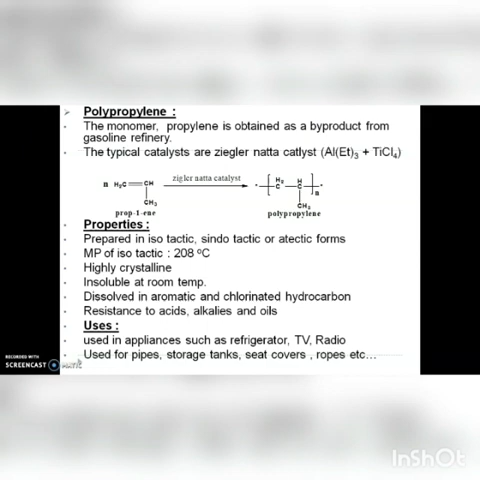 Polypropylene :
The monomer, propylene is obtained as a byproduct from
gasoline refinery.
The typical catalysts are ziegler natta catlyst (Al(Et)3 + TiCl4)
n H2C CH
CH3
prop-1-ene
zigler natta catalyst
H2
C
H
C
n
CH3
polypropylene
Properties :
Prepared in iso tactic, sindo tactic or atectic forms
MP of iso tactic : 208 ºC
Highly crystalline
Insoluble at room temp.
Dissolved in aromatic and chlorinated hydrocarbon
Resistance to acids, alkalies and oils
Uses :
used in appliances such as refrigerator, TV, Radio
Used for pipes, storage tanks, seat covers , ropes etc…
RECORDED WITH
SCREENCAST MATIC
InShOt